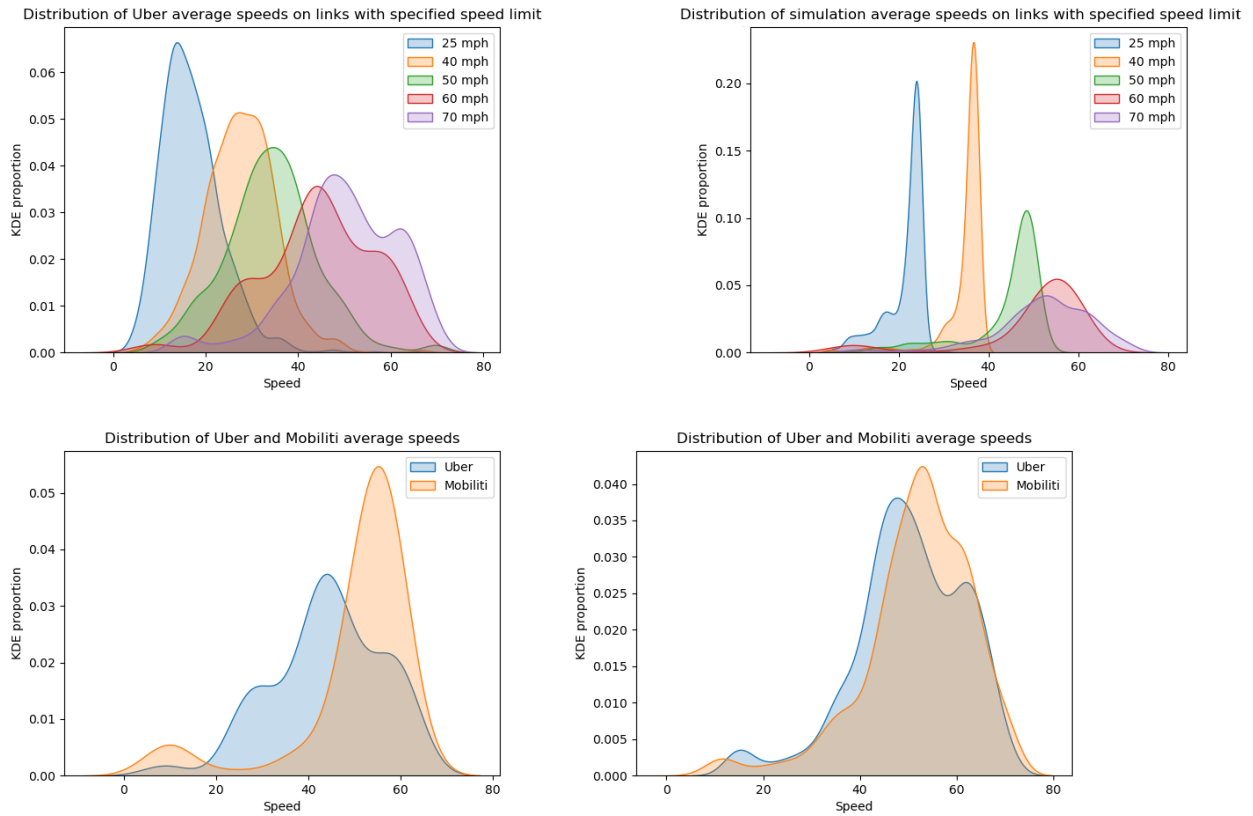 Distribution of Uber average speeds on links with specified speed limit
0.06
0.05
0.04
0.03
0.02
0.01
0.00
KDE proportion
25 mph
40 mph
50 mph
60 mph
70 mph
0 20 40 60 80
Speed
Distribution of simulation average speeds on links with specified speed limit
0.20
0.15
0.10
0.05
0.00
KDE proportion
25 mph
40 mph
50 mph
60 mph
70 mph
0 20 40 60 80
Speed
Distribution of Uber and Mobiliti average speeds
0.05
0.04
0.03
0.02
0.01
0.00
KDE proportion
Uber
Mobiliti
0 20 40 60 80
Speed
Distribution of Uber and Mobiliti average speeds
0.040
0.035
0.030
0.025
0.020
0.015
0.010
0.005
0.000
KDE proportion
Uber
Mobiliti
0 20 40 60 80
Speed